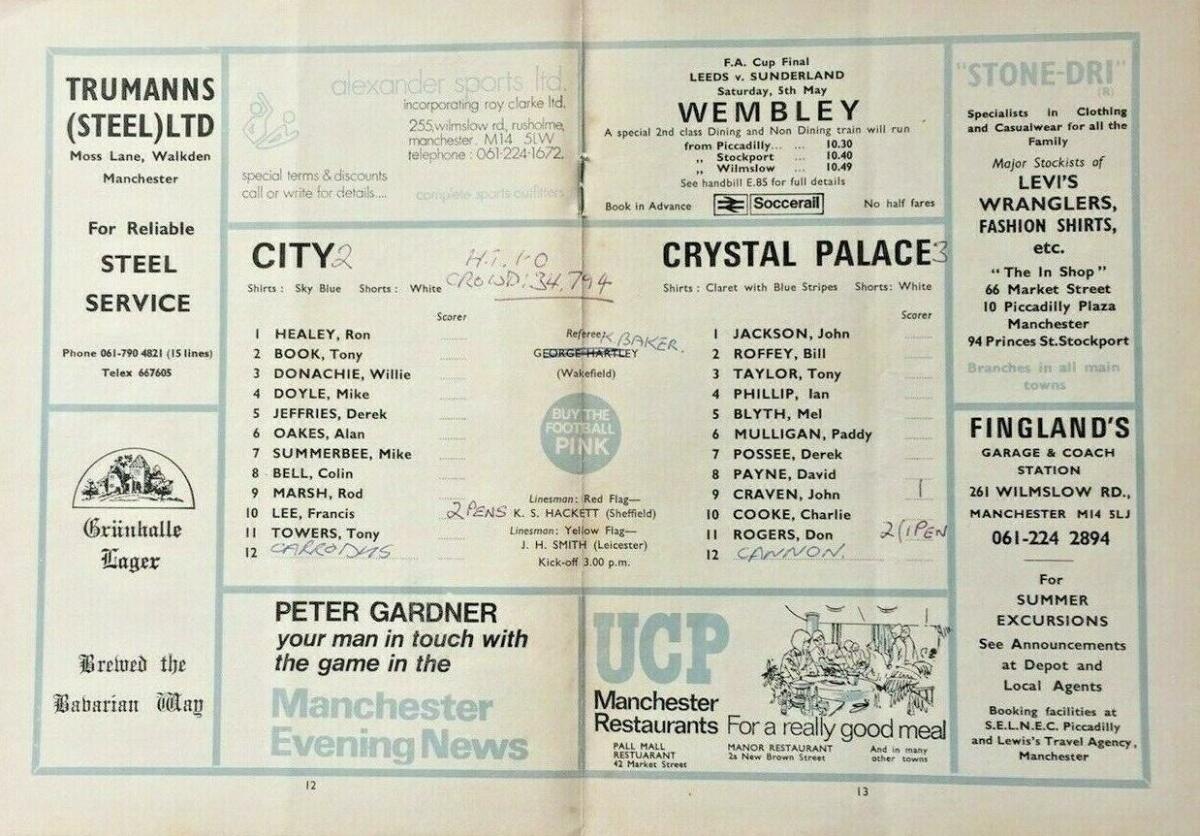 TRUMANNS
(STEEL)LTD
Moss Lane, Walkden
Manchester
For Reliable
STEEL
SERVICE
Phone 061-790 4821 (15 lines)
Telex 667605
Grünhalle
Lager
Brewed the
Bavarian Way
alexander sports ltd.
incorporating roy clarke ltd.
255, wilmslow rd, rusholme,
manchester. M14 5LW
telephone : 061-224-1672.
special terms & discounts
call or write for details....
complete sports outfitters
F.A. Cup Final
LEEDS v. SUNDERLAND
Saturday, 5th May
WEMBLEY
A special 2nd class Dining and Non Dining train will run
from Piccadilly... ... 10.30
„ Stockport ... 10.40
„ Wilmslow ... 10.49
See handbill E.85 for full details
Book in Advance Soccerail No half fares
CITY 2
H.T. 1-0
CROWD: 34,794
Shirts : Sky Blue Shorts : White
Scorer
1 HEALEY, Ron
2 BOOK, Tony
3 DONACHIE, Willie
4 DOYLE, Mike
5 JEFFRIES, Derek
6 OAKES, Alan
7 SUMMERBEE, Mike
8 BELL, Colin
9 MARSH, Rod
10 LEE, Francis 2 PENS
11 TOWERS, Tony
12 CARRODUS
Referee K BAKER.
GEORGE HARTLEY
(Wakefield)
BUY THE
FOOTBALL
PINK
Linesman: Red Flag—
K. S. HACKETT (Sheffield)
Linesman: Yellow Flag—
J. H. SMITH (Leicester)
Kick-off 3.00 p.m.
CRYSTAL PALACE 3
Shirts : Claret with Blue Stripes Shorts: White
Scorer
1 JACKSON, John
2 ROFFEY, Bill
3 TAYLOR, Tony
4 PHILLIP, Ian
5 BLYTH, Mel
6 MULLIGAN, Paddy
7 POSSEE, Derek
8 PAYNE, David
9 CRAVEN, John 1
10 COOKE, Charlie
11 ROGERS, Don 2 (1 PEN
12 CANNON.
PETER GARDNER
your man in touch with
the game in the
Manchester
Evening News
UCP
Manchester
Restaurants
For a really good meal
PALL MALL
RESTUARANT
42 Market Street
MANOR RESTAURANT
2a New Brown Street
And in many
other towns
"STONE-DRI"
(R)
Specialists in Clothing
and Casualwear for all the
Family
Major Stockists of
LEVI'S
WRANGLERS,
FASHION SHIRTS,
etc.
"The In Shop"
66 Market Street
10 Piccadilly Plaza
Manchester
94 Princes St. Stockport
Branches in all main
towns
FINGLAND'S
GARAGE & COACH
STATION
261 WILMSLOW RD.,
MANCHESTER M14 5LJ
061-224 2894
For
SUMMER
EXCURSIONS
See Announcements
at Depot and
Local Agents
Booking facilities at
S.E.L.N.E.C. Piccadilly
and Lewis's Travel Agency,
Manchester
12
13